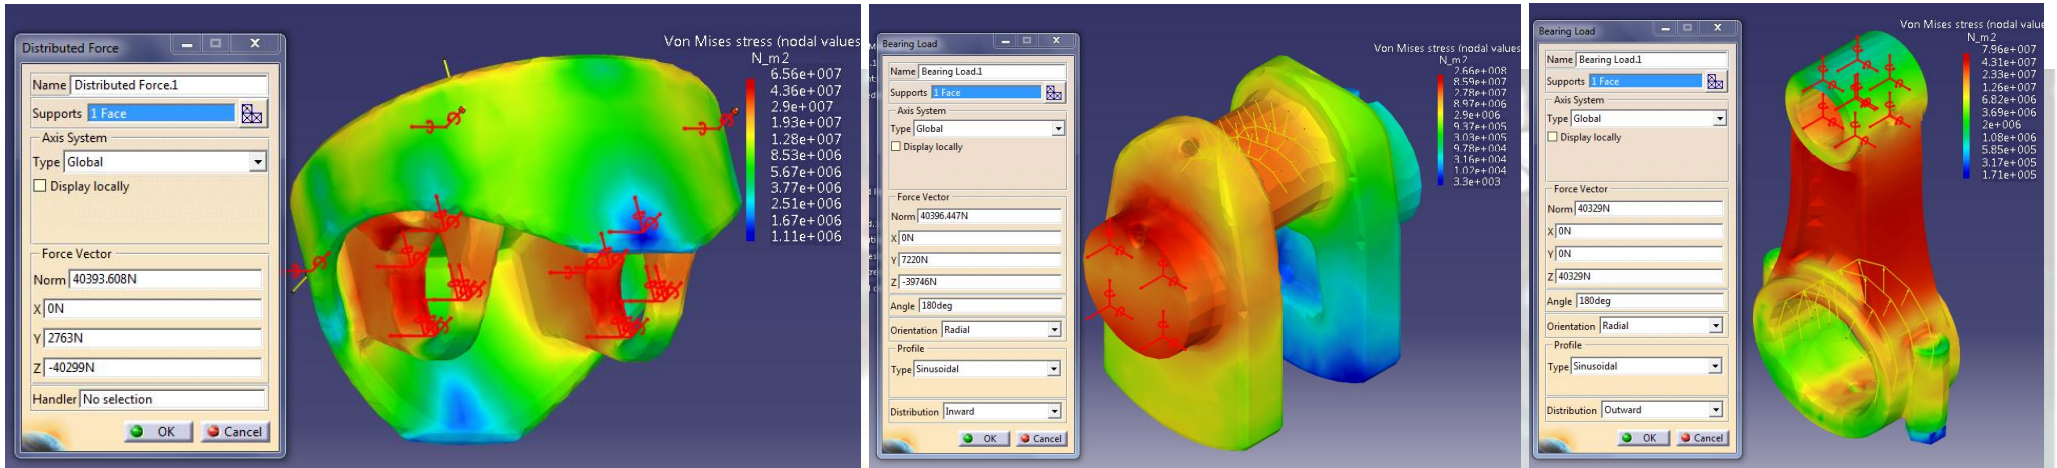 Distributed Force
Name Distributed Force.1
Supports 1 Face
Axis System
Type Global
Display locally
Force Vector
Norm 40393.608N
X 0N
Y 2763N
Z -40299N
Handler No selection
OK Cancel
Von Mises stress (nodal values
N_m2
6.56e+007
4.36e+007
2.9e+007
1.93e+007
1.28e+007
8.53e+006
5.67e+006
3.77e+006
2.51e+006
1.67e+006
1.11e+006
Bearing Load
Name Bearing Load.1
Supports 1 Face
Axis System
Type Global
Display locally
Force Vector
Norm 40396.447N
X 0N
Y 7220N
Z -39746N
Angle 180deg
Orientation Radial
Profile
Type Sinusoidal
Distribution Inward
OK Cancel
Von Mises stress (nodal values
N_m2
2.66e+008
8.59e+007
2.78e+007
8.97e+006
2.9e+006
9.37e+005
3.03e+005
9.78e+004
3.16e+004
1.02e+004
3.3e+003
Bearing Load
Name Bearing Load.1
Supports 1 Face
Axis System
Type Global
Display locally
Force Vector
Norm 40329N
X 0N
Y 0N
Z 40329N
Angle 180deg
Orientation Radial
Profile
Type Sinusoidal
Distribution Outward
OK Cancel
Von Mises stress (nodal value
N_m2
7.96e+007
4.31e+007
2.33e+007
1.26e+007
6.82e+006
3.69e+006
2e+006
1.08e+006
5.85e+005
3.17e+005
1.71e+005